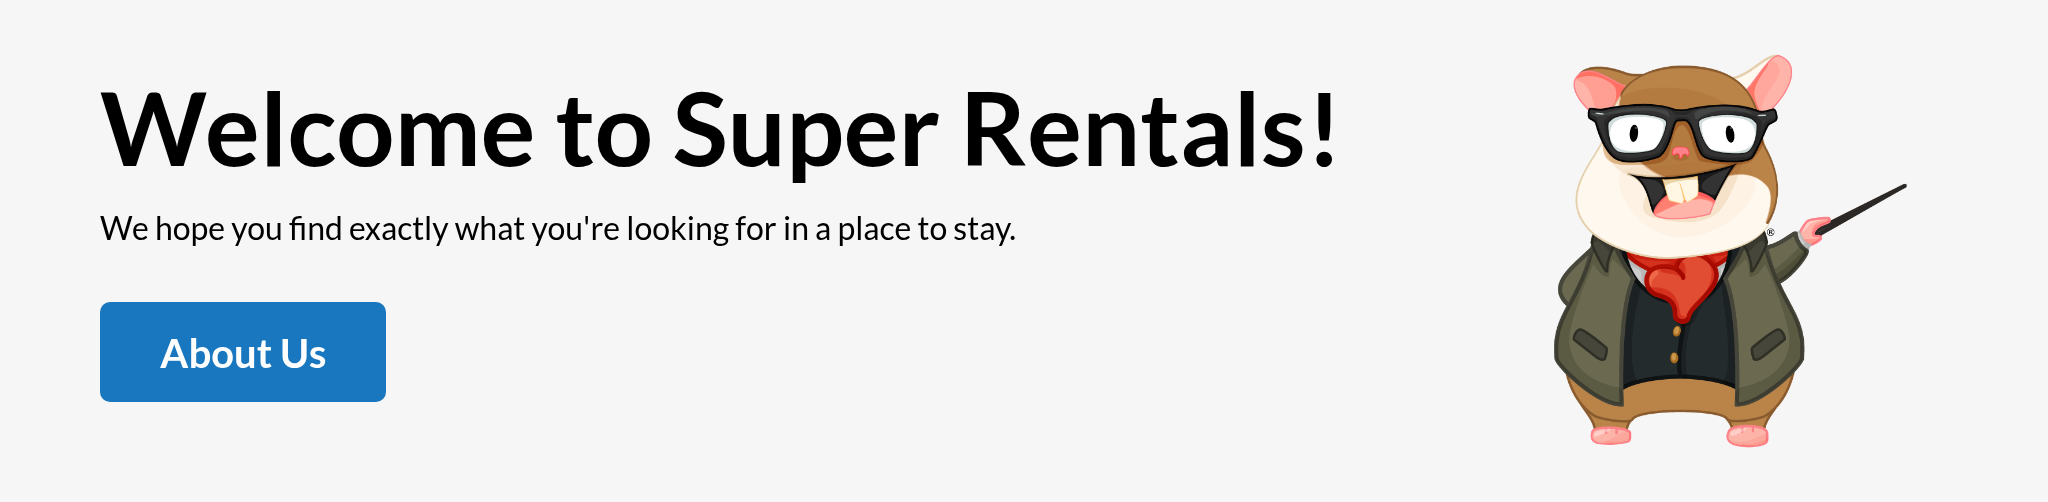 Welcome to Super Rentals!
We hope you find exactly what you're looking for in a place to stay.
About Us
®